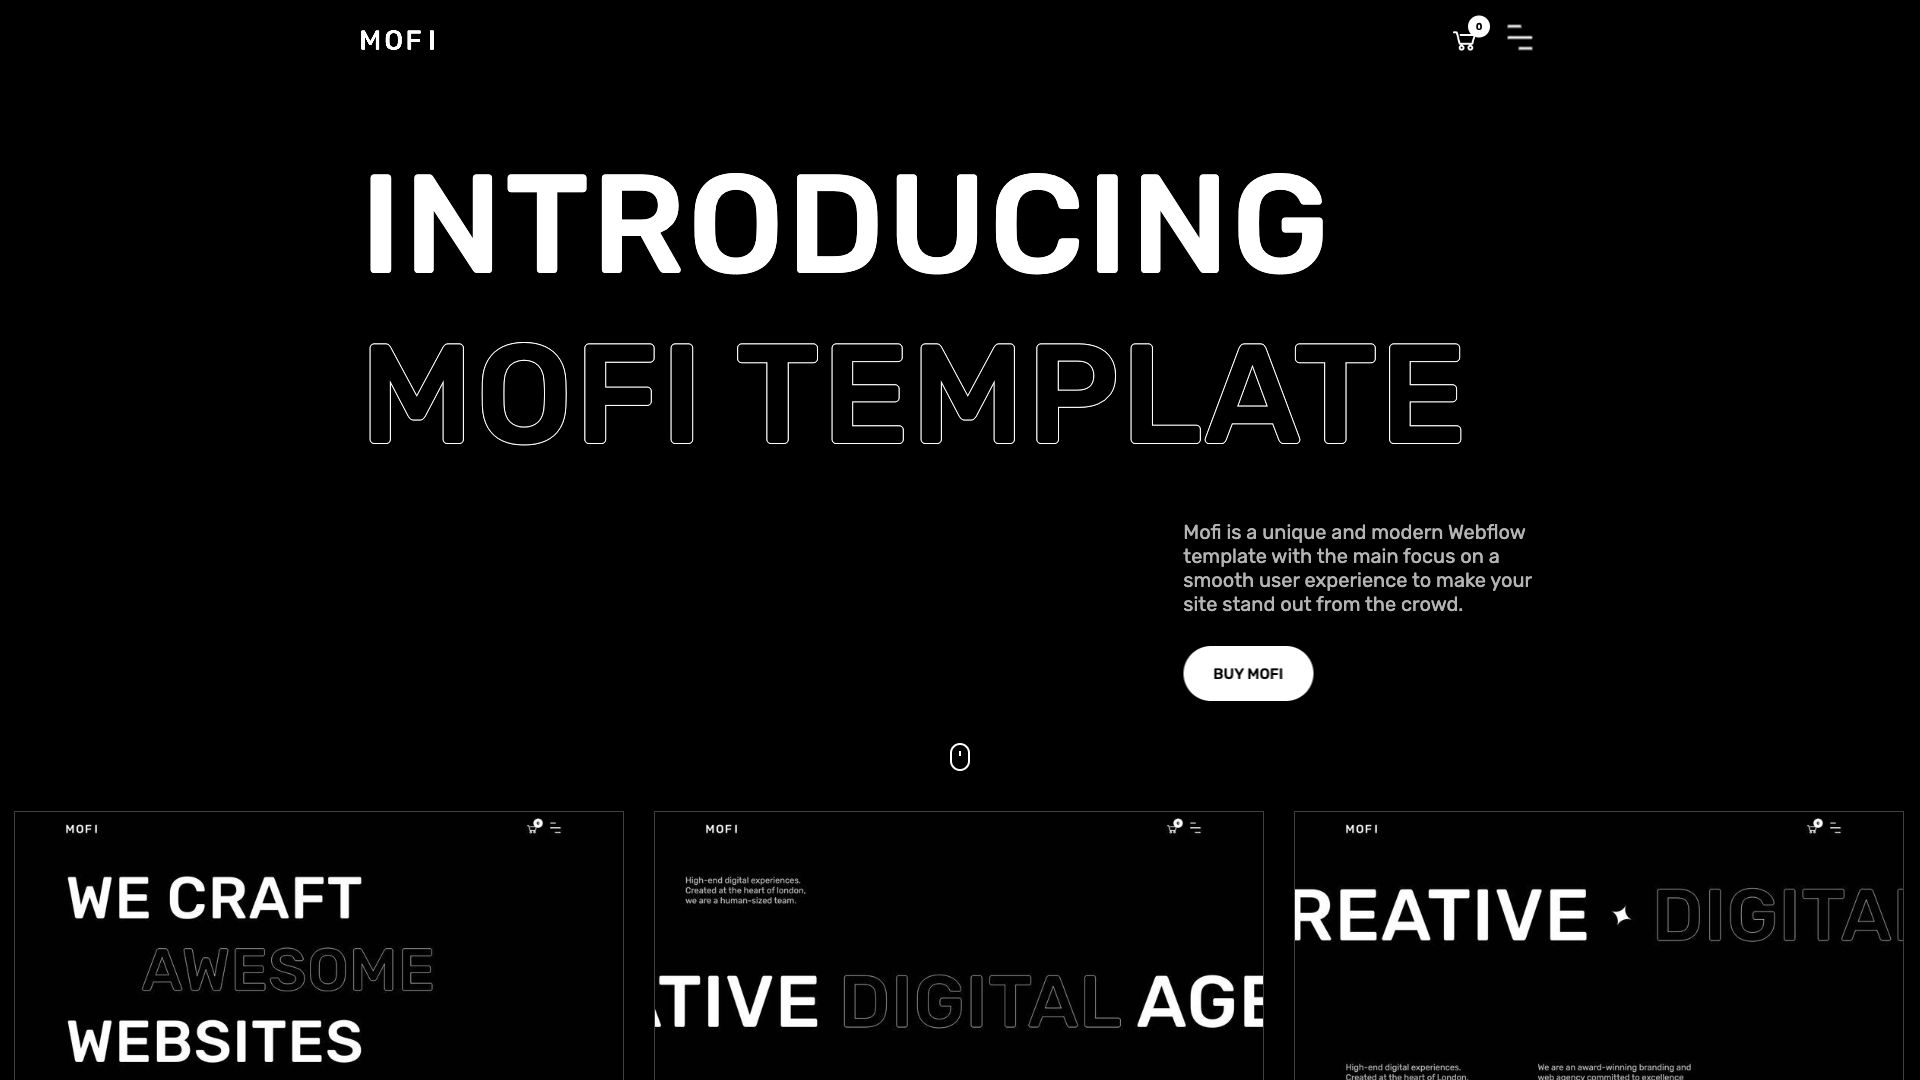 MOFI
0
INTRODUCING
MOFI TEMPLATE
Mofi is a unique and modern Webflow
template with the main focus on a
smooth user experience to make your
site stand out from the crowd.
BUY MOFI
MOFI
0
WE CRAFT
AWESOME
WEBSITES
MOFI
0
High-end digital experiences.
Created at the heart of london,
we are a human-sized team.
ATIVE DIGITAL AGE
MOFI
0
REATIVE DIGITAL
High-end digital experiences.
Created at the heart of London,
We are an award-winning branding and
web agency committed to excellence